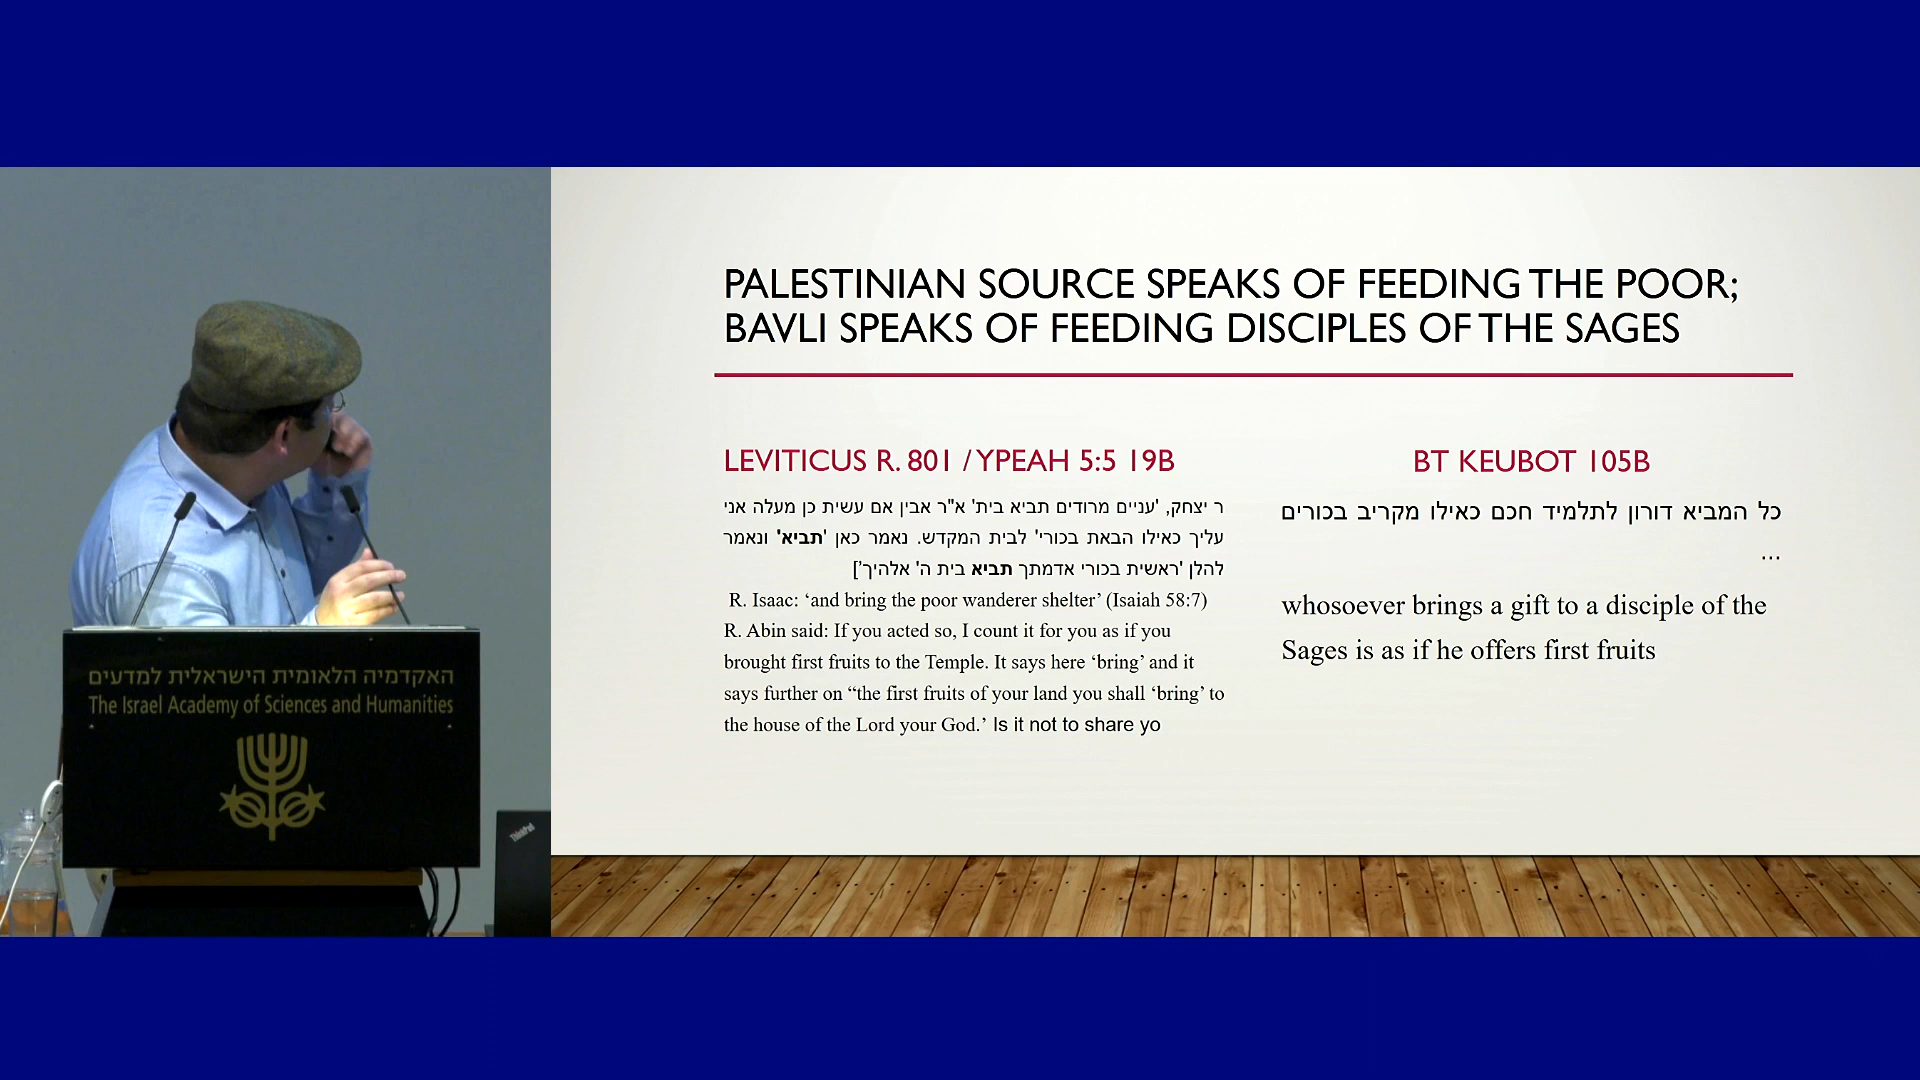 PALESTINIAN SOURCE SPEAKS OF FEEDING THE POOR;
BAVLI SPEAKS OF FEEDING DISCIPLES OF THE SAGES
LEVITICUS R. 801 / YPEAH 5:5 19B
ר יצחק, 'עניים מרודים תביא בית' א"ר אבין אם עשית כן מעלה אני
עליך כאילו הבאת בכורי' לבית המקדש. נאמר כאן 'תביא' ונאמר
להלן 'ראשית בכורי אדמתך תביא בית ה' אלהיך']
R. Isaac: ‘and bring the poor wanderer shelter’ (Isaiah 58:7)
R. Abin said: If you acted so, I count it for you as if you
brought first fruits to the Temple. It says here ‘bring’ and it
says further on “the first fruits of your land you shall ‘bring’ to
the house of the Lord your God.’ Is it not to share yo
BT KEUBOT 105B
כל המביא דורון לתלמיד חכם כאילו מקריב בכורים
...
whosoever brings a gift to a disciple of the
Sages is as if he offers first fruits
האקדמיה הלאומית הישראלית למדעים
The Israel Academy of Sciences and Humanities
ThinkPad